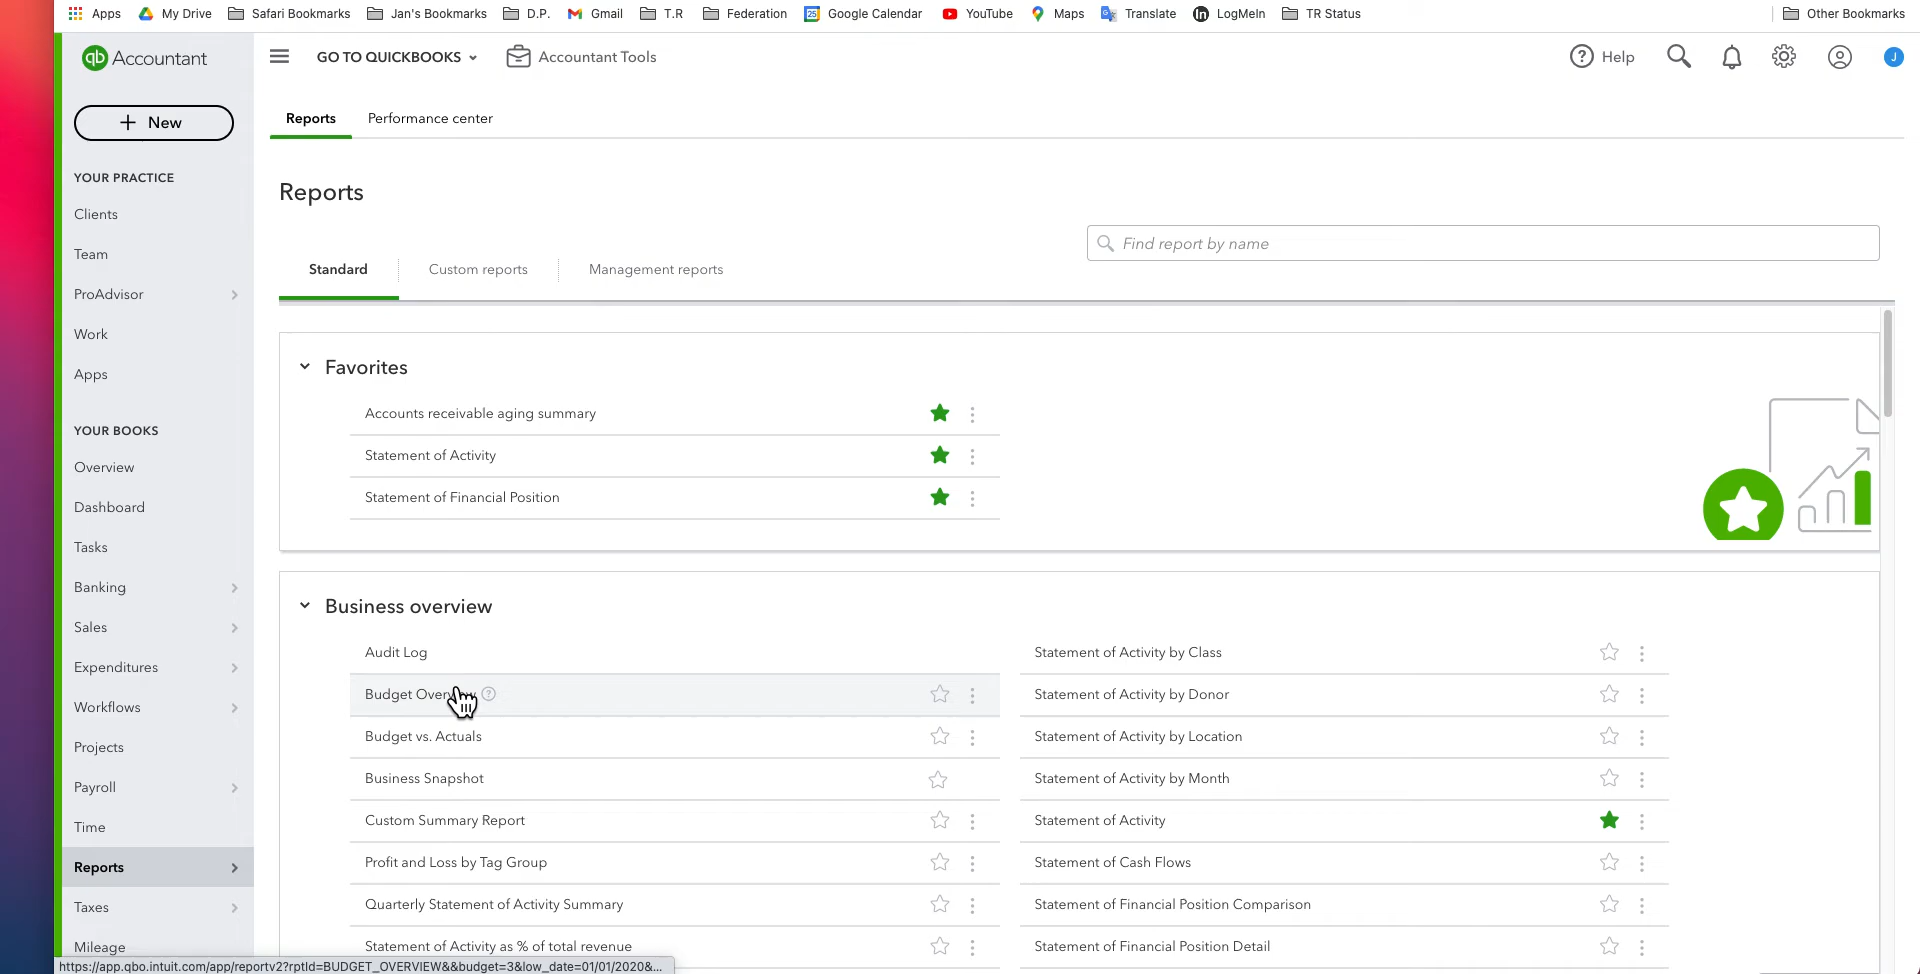 Apps My Drive Safari Bookmarks Jan's Bookmarks D.P. Gmail T.R Federation 25 Google Calendar YouTube Maps Translate in LogMeIn TR Status Other Bookmarks
qb Accountant GO TO QUICKBOOKS Accountant Tools ? Help J
+ New
Reports Performance center
YOUR PRACTICE
Clients
Team
ProAdvisor
Work
Apps
YOUR BOOKS
Overview
Dashboard
Tasks
Banking
Sales
Expenditures
Workflows
Projects
Payroll
Time
Reports
Taxes
Mileage
Reports
Find report by name
Standard Custom reports Management reports
Favorites
Accounts receivable aging summary
Statement of Activity
Statement of Financial Position
Business overview
Audit Log
Budget Overview ?
Budget vs. Actuals
Business Snapshot
Custom Summary Report
Profit and Loss by Tag Group
Quarterly Statement of Activity Summary
Statement of Activity as % of total revenue
Statement of Activity by Class
Statement of Activity by Donor
Statement of Activity by Location
Statement of Activity by Month
Statement of Activity
Statement of Cash Flows
Statement of Financial Position Comparison
Statement of Financial Position Detail
https://app.qbo.intuit.com/app/reportv2?rptId=BUDGET_OVERVIEW&&budget=3&low_date=01/01/2020&...